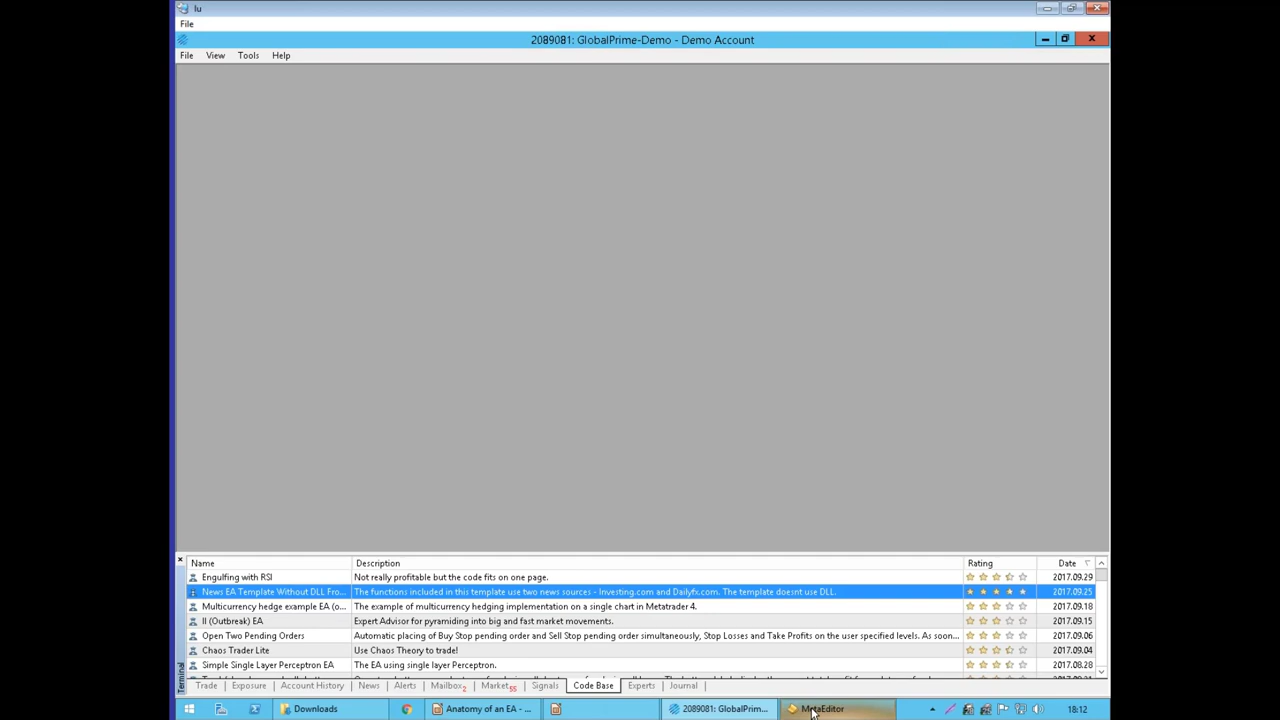 lu
File
2089081: GlobalPrime-Demo - Demo Account
File View Tools Help
Name Description Rating Date
Engulfing with RSI Not really profitable but the code fits on one page. 2017.09.29
News EA Template Without DLL Fro... The functions included in this template use two news sources - Investing.com and Dailyfx.com. The template doesnt use DLL. 2017.09.25
Multicurrency hedge example EA (o... The example of multicurrency hedging implementation on a single chart in Metatrader 4. 2017.09.18
II (Outbreak) EA Expert Advisor for pyramiding into big and fast market movements. 2017.09.15
Open Two Pending Orders Automatic placing of Buy Stop pending order and Sell Stop pending order simultaneously, Stop Losses and Take Profits on the user specified levels. As soon... 2017.09.06
Chaos Trader Lite Use Chaos Theory to trade! 2017.09.04
Simple Single Layer Perceptron EA The EA using single layer Perceptron. 2017.08.28
Terminal
Trade Exposure Account History News Alerts Mailbox 2 Market 55 Signals Code Base Experts Journal
Downloads Anatomy of an EA - ... 2089081: GlobalPrim... MetaEditor 18:12